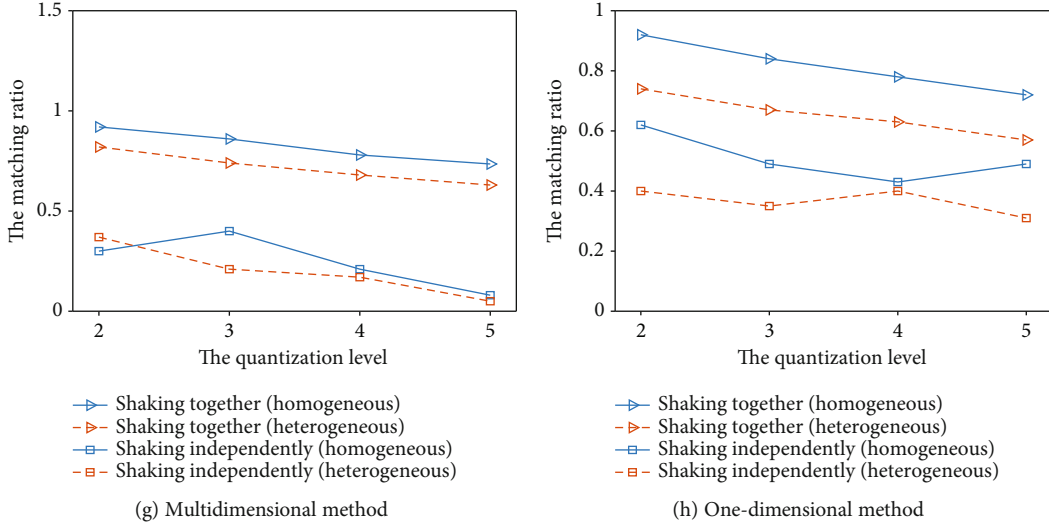 1.5
1
0.5
0
2
3
4
5
The matching ratio
The quantization level
Shaking together (homogeneous)
Shaking together (heterogeneous)
Shaking independently (homogeneous)
Shaking independently (heterogeneous)
(g) Multidimensional method
1
0.8
0.6
0.4
0.2
0
2
3
4
5
The matching ratio
The quantization level
Shaking together (homogeneous)
Shaking together (heterogeneous)
Shaking independently (homogeneous)
Shaking independently (heterogeneous)
(h) One-dimensional method